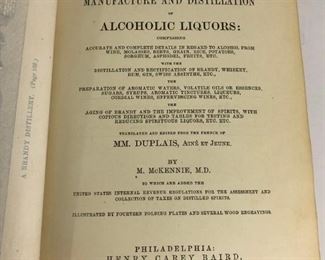 MANUFACTURE AND DISTILLATION
OF
ALCOHOLIC LIQUORS:
COMPRISING
ACCURATE AND COMPLETE DETAILS IN REGARD TO ALCOHOL FROM
WINE, MOLASSES, BEETS, GRAIN, RICE, POTATOES,
SORGHUM, ASPHODEL, FRUITS, ETC.
WITH THE
DISTILLATION AND RECTIFICATION OF BRANDY, WHISKEY,
RUM, GIN, SWISS ABSINTHE, ETC.,
THE
PREPARATION OF AROMATIC WATERS, VOLATILE OILS OR ESSENCES,
SUGARS, SYRUPS, AROMATIC TINCTURES, LIQUEURS,
CORDIAL WINES, EFFERVESCING WINES, ETC.,
THE
AGING OF BRANDY AND THE IMPROVEMENT OF SPIRITS, WITH
COPIOUS DIRECTIONS AND TABLES FOR TESTING AND
REDUCING SPIRITUOUS LIQUORS, ETC. ETC.
TRANSLATED AND EDITED FROM THE FRENCH OF
MM. DUPLAIS, AINÉ ET JEUNE.
BY
M. McKENNIE, M.D.
TO WHICH ARE ADDED THE
UNITED STATES INTERNAL REVENUE REGULATIONS FOR THE ASSESSMENT AND
COLLECTION OF TAXES ON DISTILLED SPIRITS.
ILLUSTRATED BY FOURTEEN FOLDING PLATES AND SEVERAL WOOD ENGRAVINGS.
PHILADELPHIA:
HENRY CAREY BAIRD,
A BRANDY DISTILLERY.